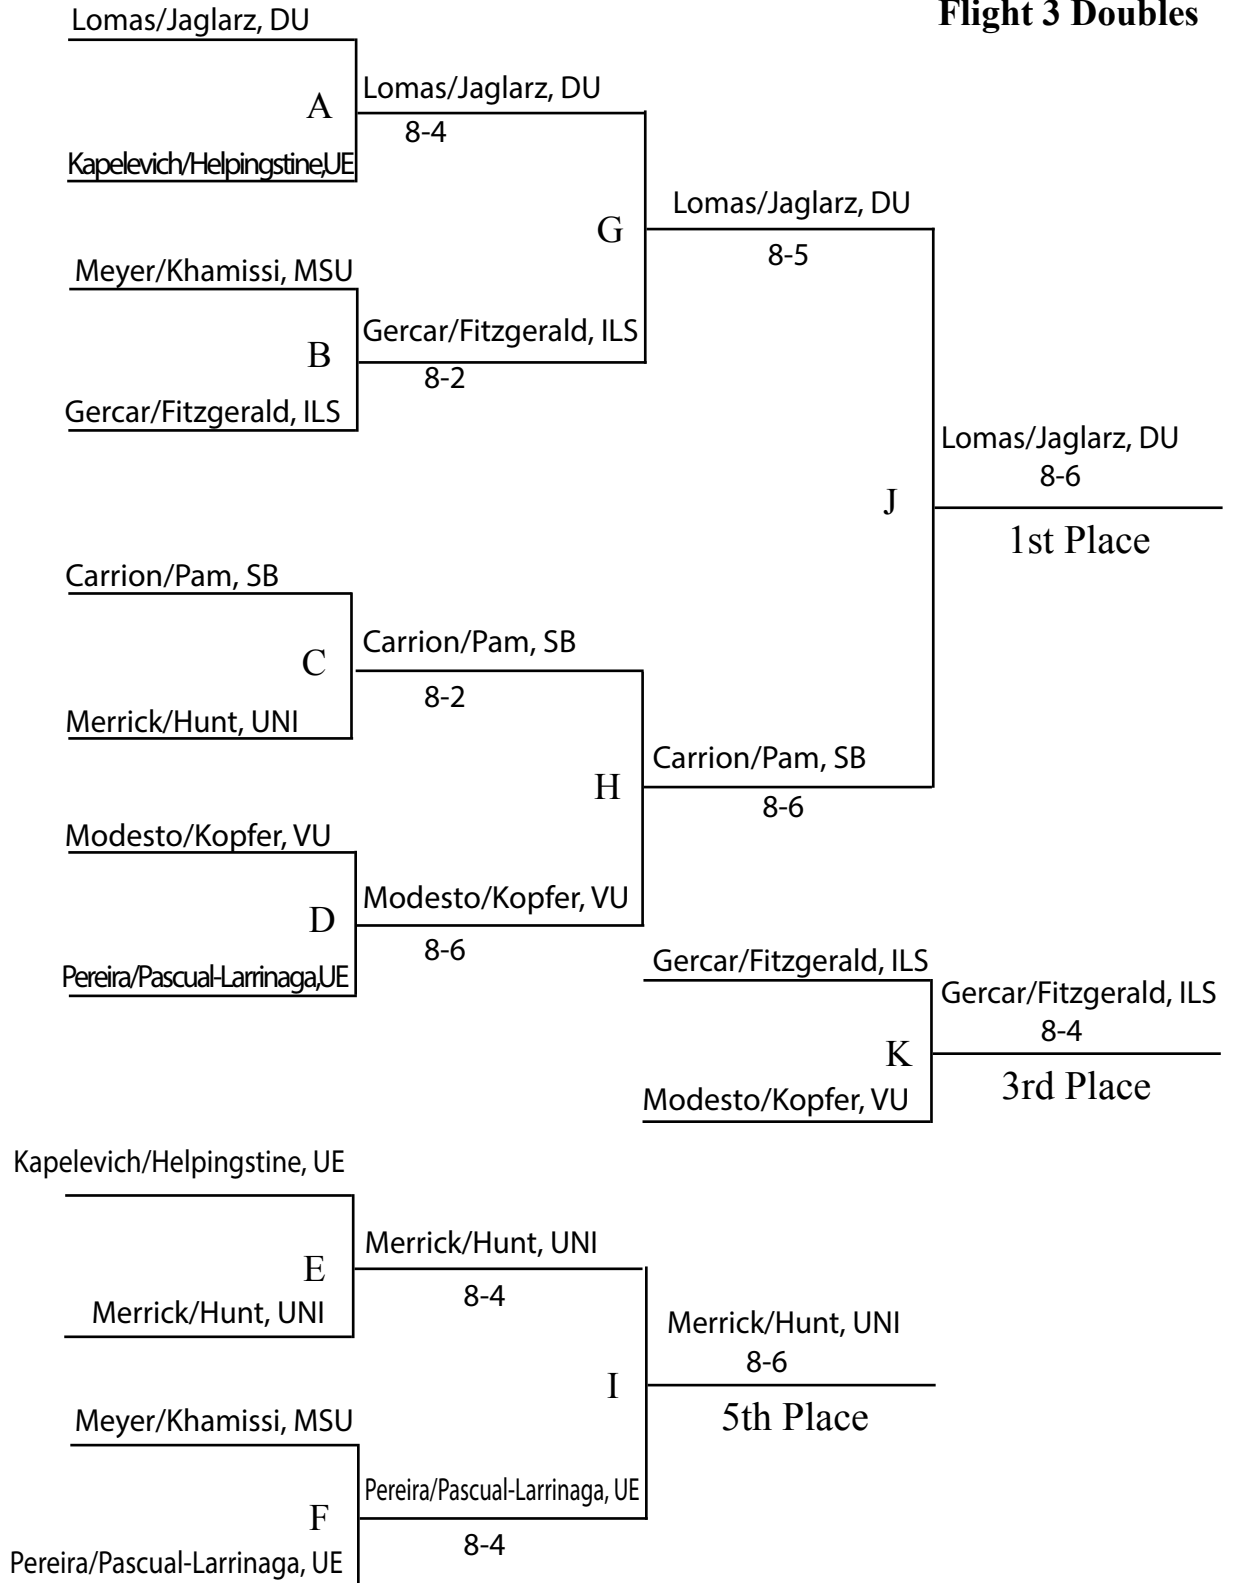 Flight 3 Doubles
Lomas/Jaglarz, DU
Lomas/Jaglarz, DU
A
8-4
Kapelevich/Helpingstine,UE
Lomas/Jaglarz, DU
G
8-5
Meyer/Khamissi, MSU
Gercar/Fitzgerald, ILS
B
8-2
Gercar/Fitzgerald, ILS
Lomas/Jaglarz, DU
8-6
J
1st Place
Carrion/Pam, SB
Carrion/Pam, SB
C
8-2
Merrick/Hunt, UNI
Carrion/Pam, SB
H
8-6
Modesto/Kopfer, VU
Modesto/Kopfer, VU
D
8-6
Pereira/Pascual-Larrinaga,UE
Gercar/Fitzgerald, ILS
Gercar/Fitzgerald, ILS
8-4
K
3rd Place
Modesto/Kopfer, VU
Kapelevich/Helpingstine, UE
Merrick/Hunt, UNI
E
8-4
Merrick/Hunt, UNI
Merrick/Hunt, UNI
8-6
I
5th Place
Meyer/Khamissi, MSU
Pereira/Pascual-Larrinaga, UE
F
8-4
Pereira/Pascual-Larrinaga, UE